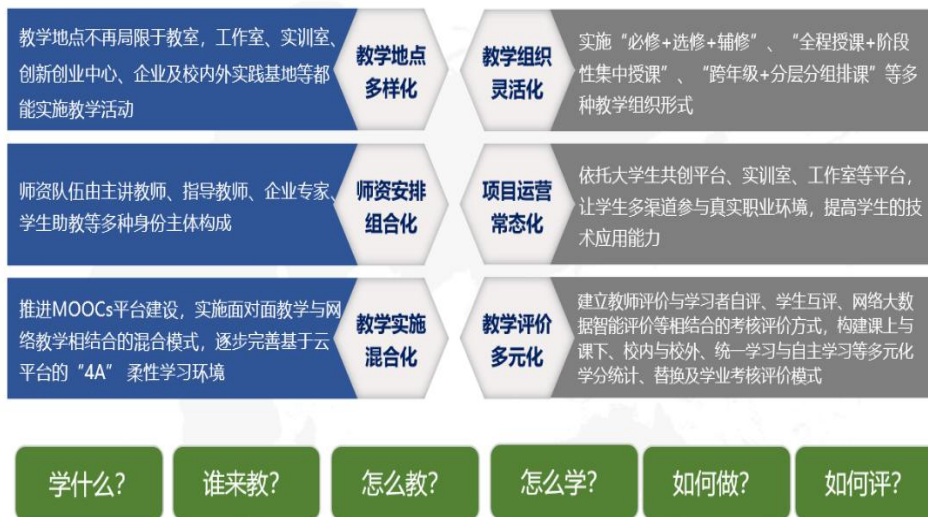 教学地点不再局限于教室，工作室、实训室、
创新创业中心、企业及校内外实践基地等都
能实施教学活动
教学地点
多样化
教学组织
灵活化
实施“必修+选修+辅修”、“全程授课+阶段
性集中授课”、“跨年级+分层分组排课”等多
种教学组织形式
师资队伍由主讲教师、指导教师、企业专家、
学生助教等多种身份主体构成
师资安排
组合化
项目运营
常态化
依托大学生共创平台、实训室、工作室等平台，
让学生多渠道参与真实职业环境，提高学生的技
术应用能力
推进MOOCs平台建设，实施面对面教学与网
络教学相结合的混合模式，逐步完善基于云
平台的“4A” 柔性学习环境
教学实施
混合化
教学评价
多元化
建立教师评价与学习者自评、学生互评、网络大数
据智能评价等相结合的考核评价方式，构建课上与
课下、校内与校外、统一学习与自主学习等多元化
学分统计、替换及学业考核评价模式
学什么?
谁来教?
怎么教?
怎么学?
如何做?
如何评?